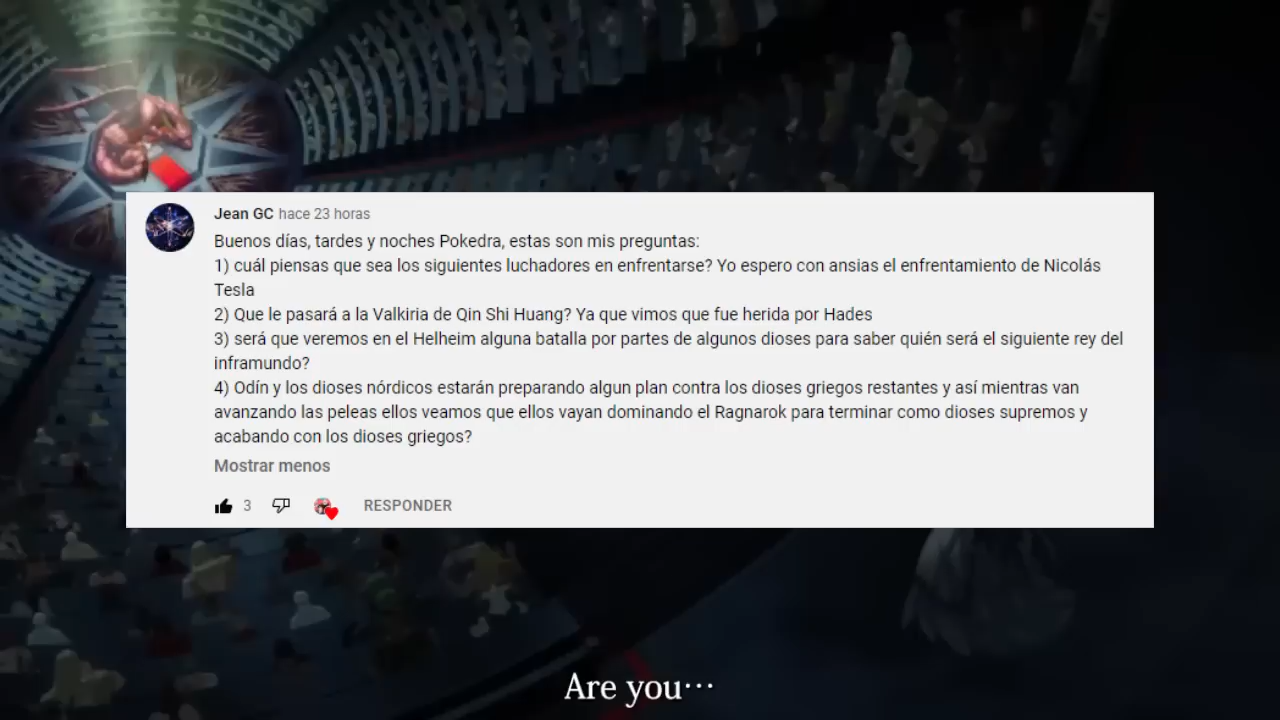 Jean GC hace 23 horas
Buenos días, tardes y noches Pokedra, estas son mis preguntas:
1) cuál piensas que sea los siguientes luchadores en enfrentarse? Yo espero con ansias el enfrentamiento de Nicolás
Tesla
2) Que le pasará a la Valkiria de Qin Shi Huang? Ya que vimos que fue herida por Hades
3) será que veremos en el Helheim alguna batalla por partes de algunos dioses para saber quién será el siguiente rey del
inframundo?
4) Odín y los dioses nórdicos estarán preparando algun plan contra los dioses griegos restantes y así mientras van
avanzando las peleas ellos veamos que ellos vayan dominando el Ragnarok para terminar como dioses supremos y
acabando con los dioses griegos?
Mostrar menos
3 RESPONDER
Are you…